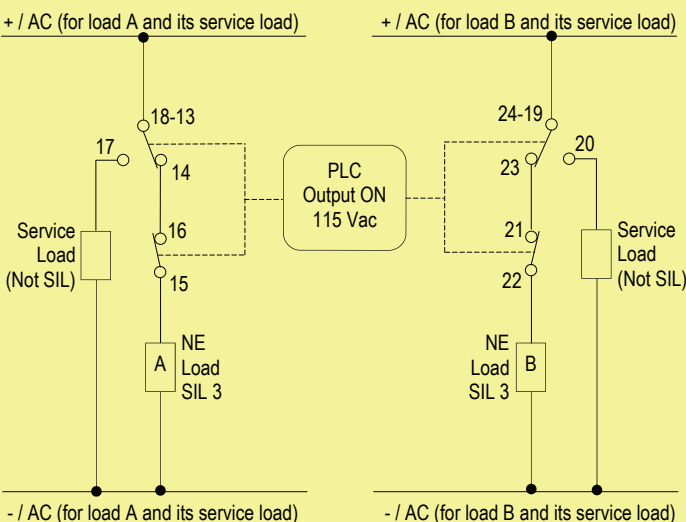 + / AC (for load A and its service load)
+ / AC (for load B and its service load)
18-13
17
14
16
15
Service
Load
(Not SIL)
A
NE
Load
SIL 3
PLC
Output ON
115 Vac
24-19
20
23
21
22
NE
Load
SIL 3
B
Service
Load
(Not SIL)
- / AC (for load A and its service load)
- / AC (for load B and its service load)